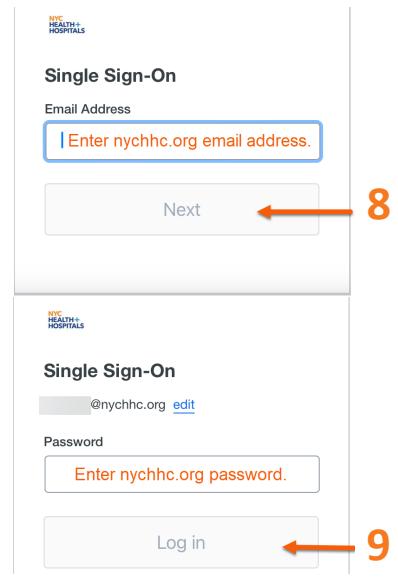 NYC
HEALTH+
HOSPITALS
Single Sign-On
Email Address
Enter nychhc.org email address.
Next
8
NYC
HEALTH+
HOSPITALS
Single Sign-On
@nychhc.org edit
Password
Enter nychhc.org password.
Log in
9